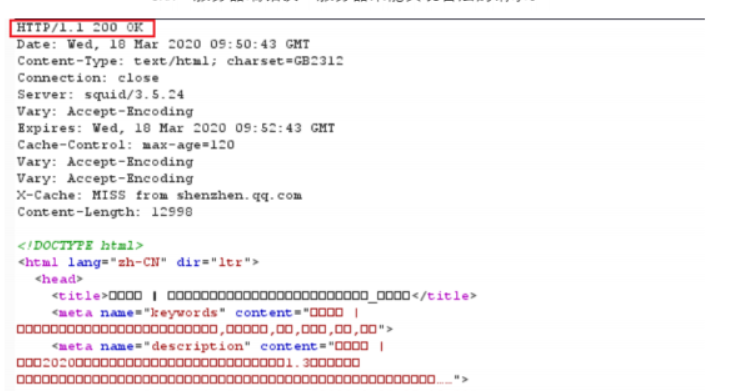 HTTP/1.1 200 OK
Date: Wed, 18 Mar 2020 09:50:43 GMT
Content-Type: text/html; charset=GB2312
Connection: close
Server: squid/3.5.24
Vary: Accept-Encoding
Expires: Wed, 18 Mar 2020 09:52:43 GMT
Cache-Control: max-age=120
Vary: Accept-Encoding
Vary: Accept-Encoding
X-Cache: MISS from shenzhen.qq.com
Content-Length: 12998
<!DOCTYPE html>
<html lang="zh-CN" dir="ltr">
<head>
<title>□□□□ | □□□□□□□□□□□□□□□□□□□□□□□□_□□□□</title>
<meta name="keywords" content="□□□□ |
□□□□□□□□□□□□□□□□□□□□□□□□,□□□□□,□□,□□□,□□,□□">
<meta name="description" content="□□□□ |
□□□2020□□□□□□□□□□□□□□□□□□□□□□□□□1.3□□□□□□
□□□□□□□□□□□□□□□□□□□□□□□□□□□□□□□□□□□□□□□□□□□□□□□□□□……">